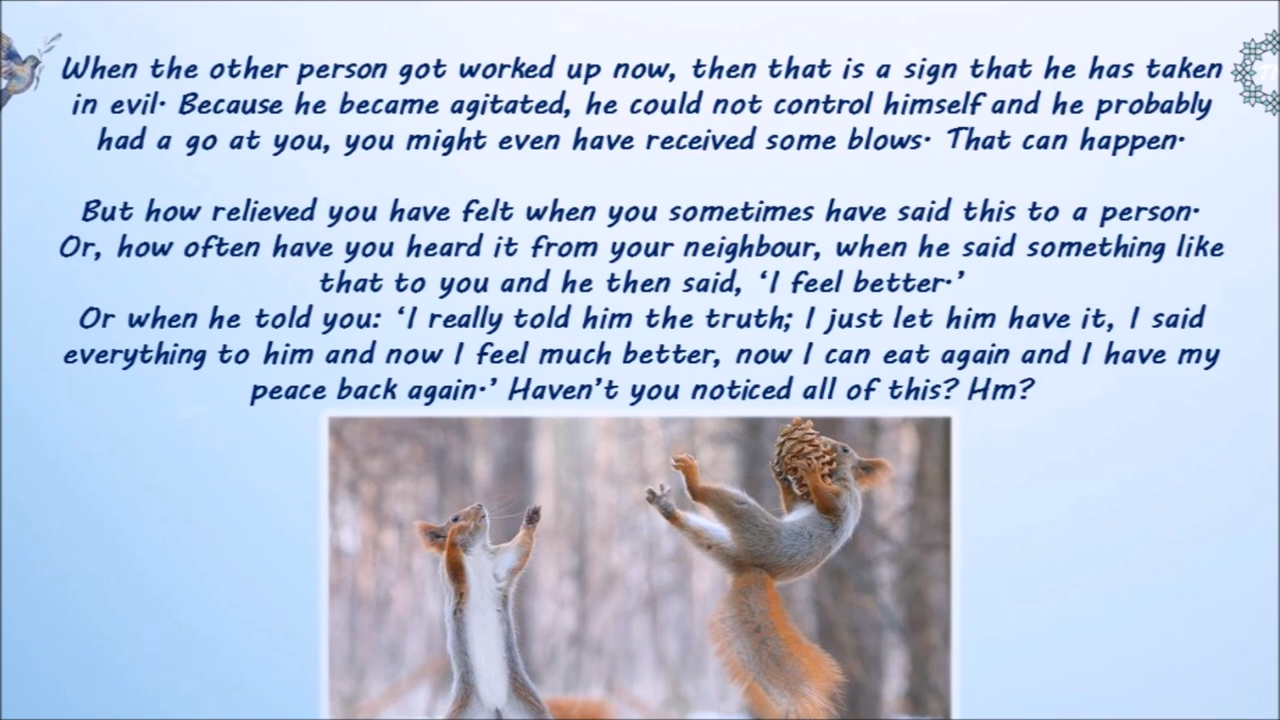 When the other person got worked up now, then that is a sign that he has taken
in evil. Because he became agitated, he could not control himself and he probably
had a go at you, you might even have received some blows. That can happen.
But how relieved you have felt when you sometimes have said this to a person.
Or, how often have you heard it from your neighbour, when he said something like
that to you and he then said, ‘I feel better.’
Or when he told you: ‘I really told him the truth; I just let him have it, I said
everything to him and now I feel much better, now I can eat again and I have my
peace back again.’ Haven’t you noticed all of this? Hm?